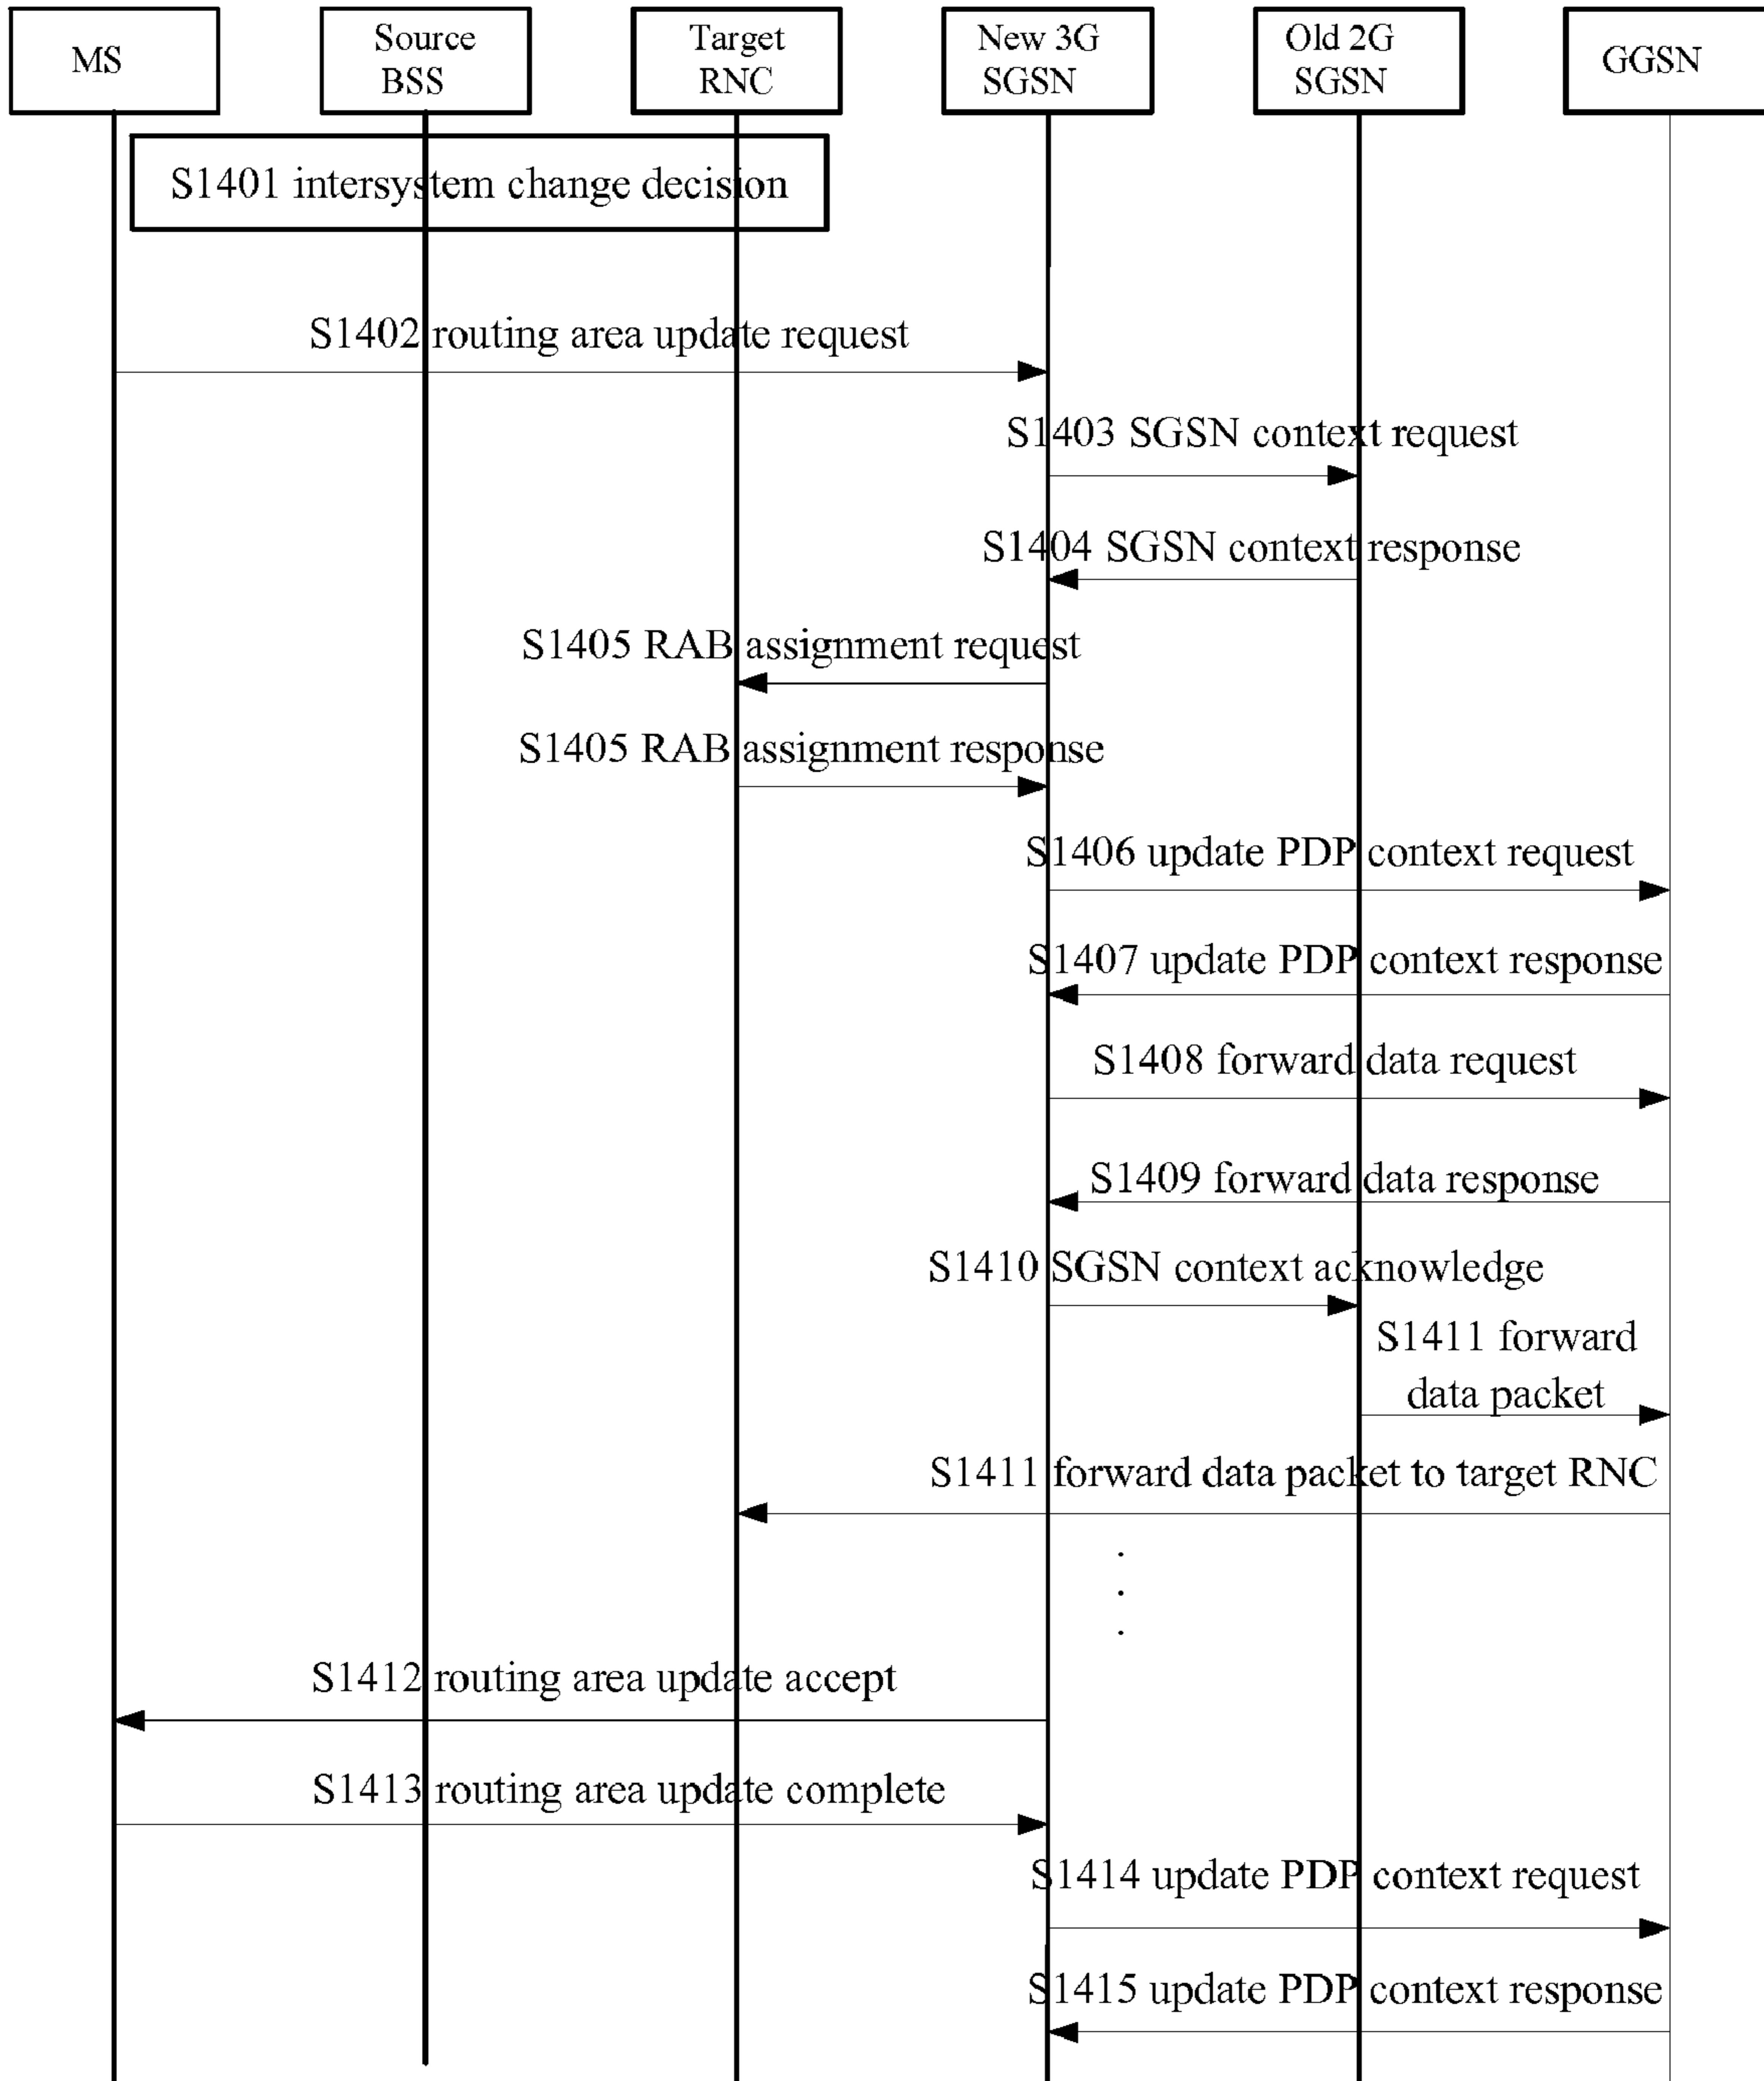 MS
Source
BSS
Target
RNC
New 3G
SGSN
Old 2G
SGSN
GGSN
S1401 intersystem change decision
S1402 routing area update request
S1403 SGSN context request
S1404 SGSN context response
S1405 RAB assignment request
S1405 RAB assignment response
S1406 update PDP context request
S1407 update PDP context response
S1408 forward data request
S1409 forward data response
S1410 SGSN context acknowledge
S1411 forward
data packet
S1411 forward data packet to target RNC
S1412 routing area update accept
S1413 routing area update complete
S1414 update PDP context request
S1415 update PDP context response